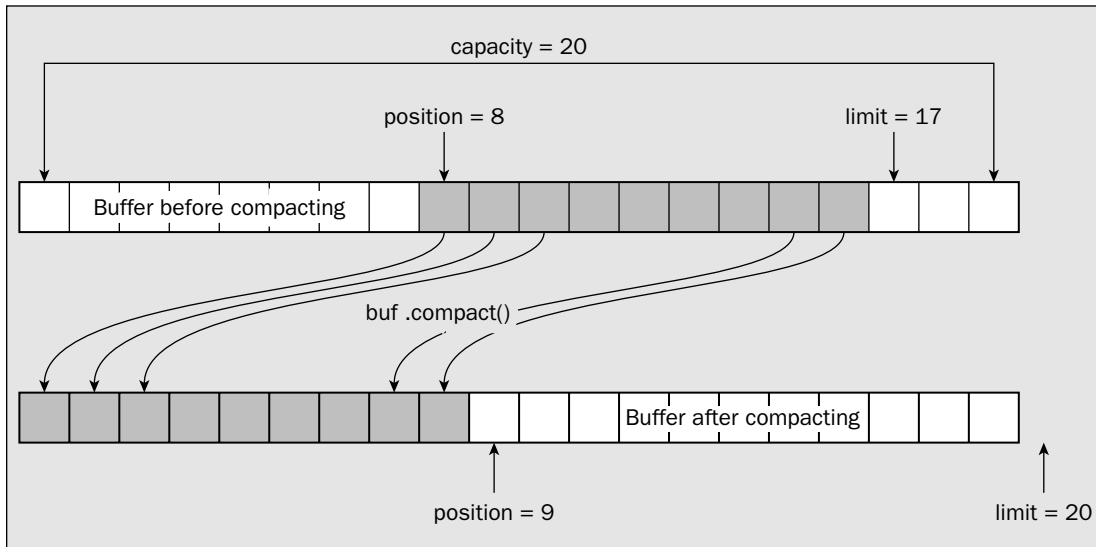 capacity = 20
position = 8
limit = 17
Buffer before compacting
buf .compact()
Buffer after compacting
position = 9
limit = 20